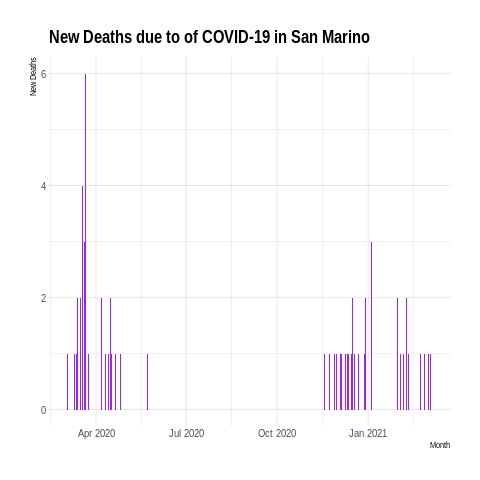 New Deaths due to of COVID-19 in San Marino
New Deaths
6
4
2
0
Apr 2020 Jul 2020 Oct 2020 Jan 2021
Month